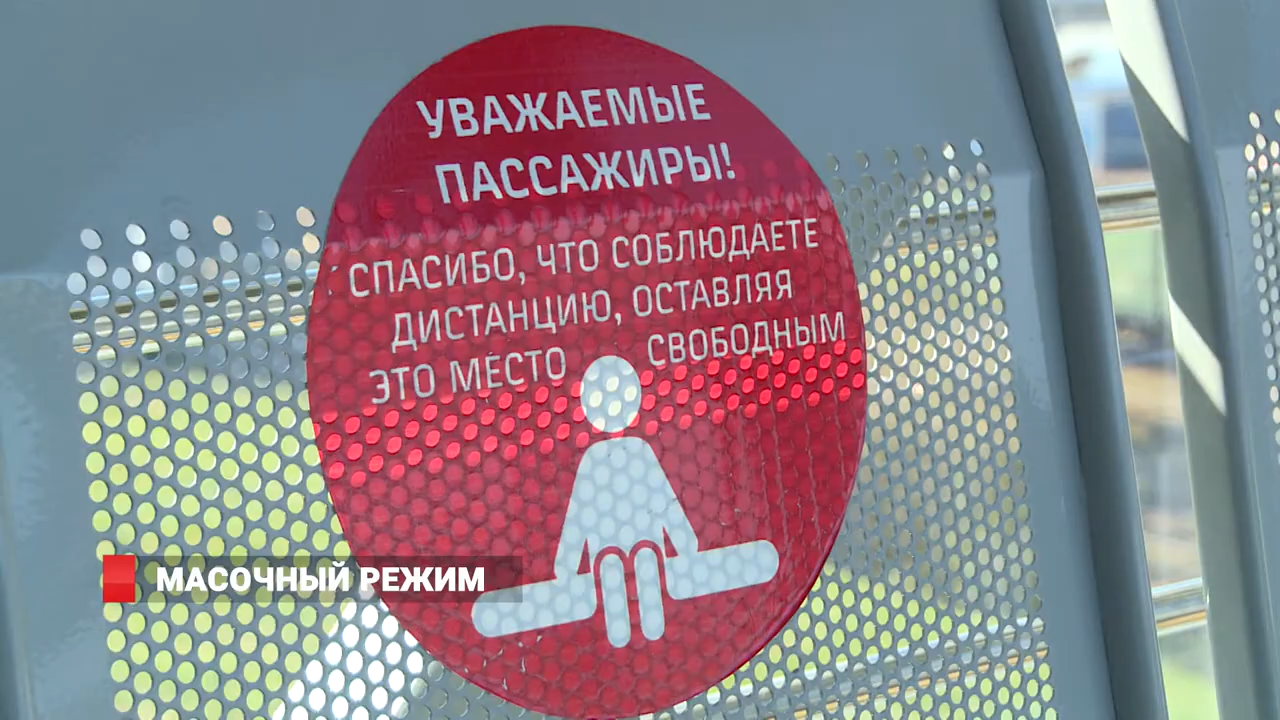 УВАЖАЕМЫЕ
ПАССАЖИРЫ!
СПАСИБО, ЧТО СОБЛЮДАЕТЕ
ДИСТАНЦИЮ, ОСТАВЛЯЯ
ЭТО МЕСТО СВОБОДНЫМ
МАСОЧНЫЙ РЕЖИМ